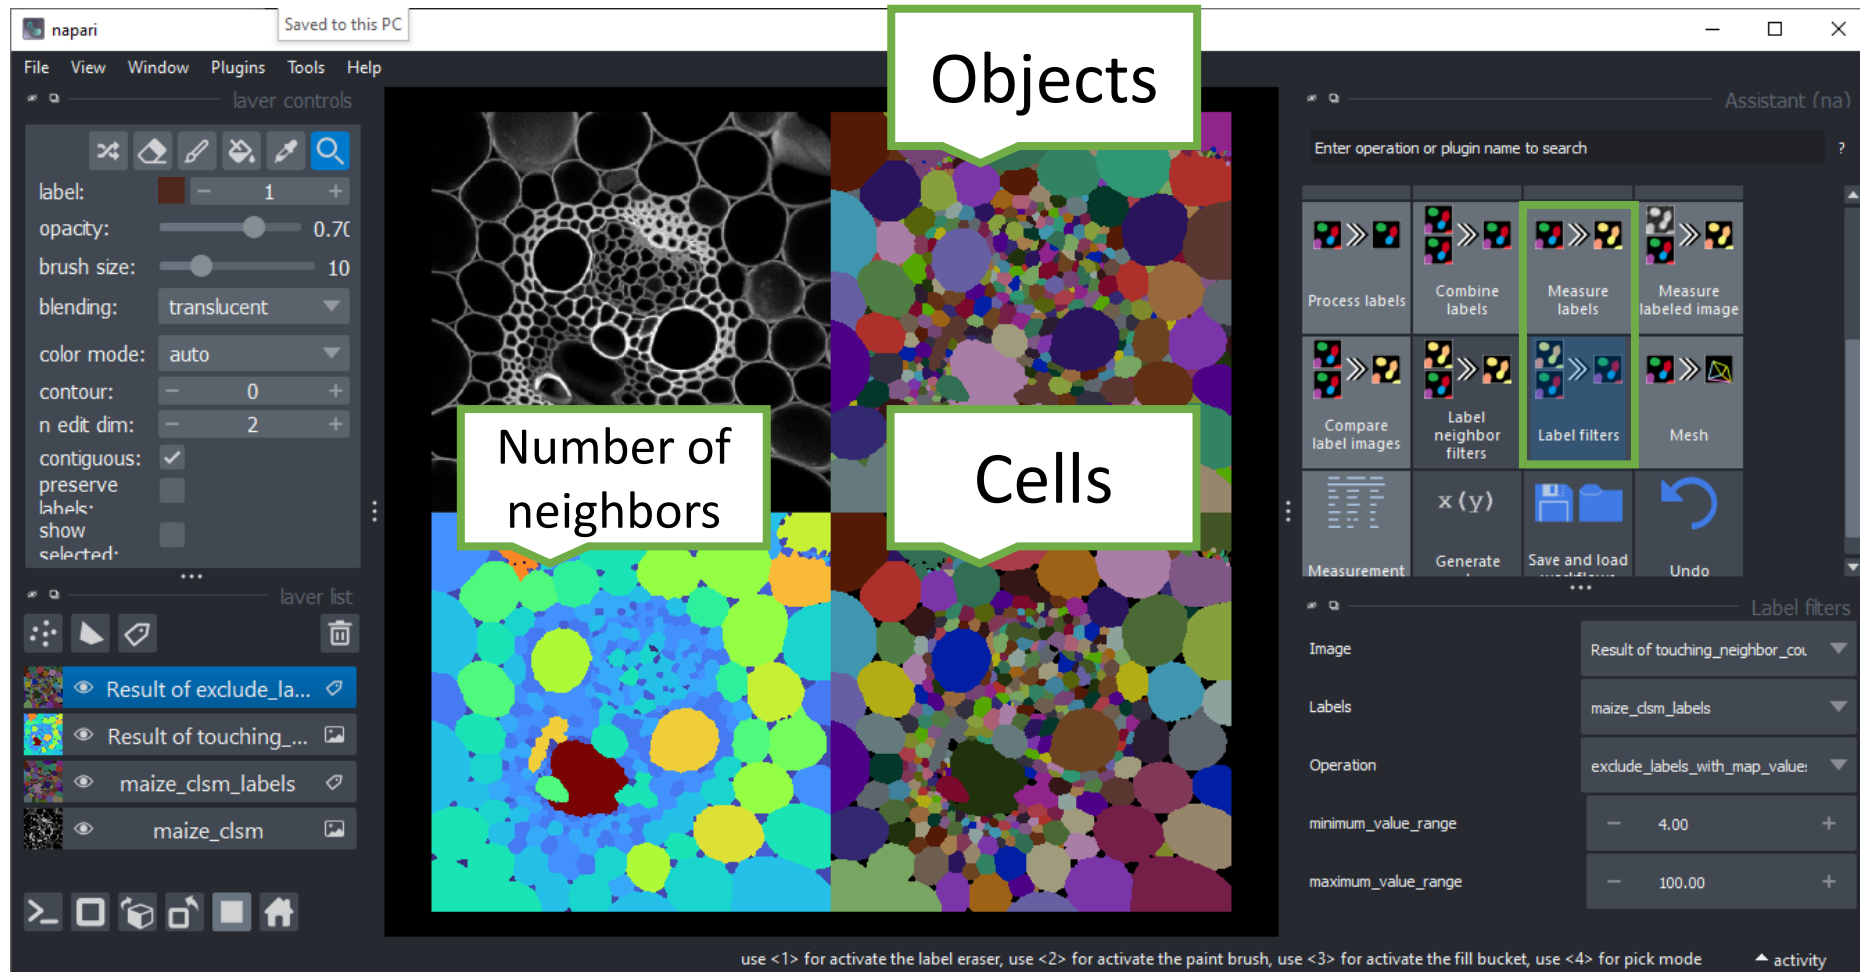 napari
Saved to this PC
File View Window Plugins Tools Help
layer controls
label: 1
opacity: 0.70
brush size: 10
blending: translucent
color mode: auto
contour: 0
n edit dim: 2
contiguous:
preserve
labels:
show
selected:
layer list
Result of exclude_la...
Result of touching_...
maize_clsm_labels
maize_clsm
Objects
Number of
neighbors
Cells
Assistant (na)
Enter operation or plugin name to search ?
Process labels
Combine
labels
Measure
labels
Measure
labeled image
Compare
label images
Label
neighbor
filters
Label filters
Mesh
Measurement
x(y)
Generate
Save and load
workflows
Undo
Label filters
Image Result of touching_neighbor_cou
Labels maize_clsm_labels
Operation exclude_labels_with_map_values
minimum_value_range 4.00
maximum_value_range 100.00
use <1> for activate the label eraser, use <2> for activate the paint brush, use <3> for activate the fill bucket, use <4> for pick mode
activity